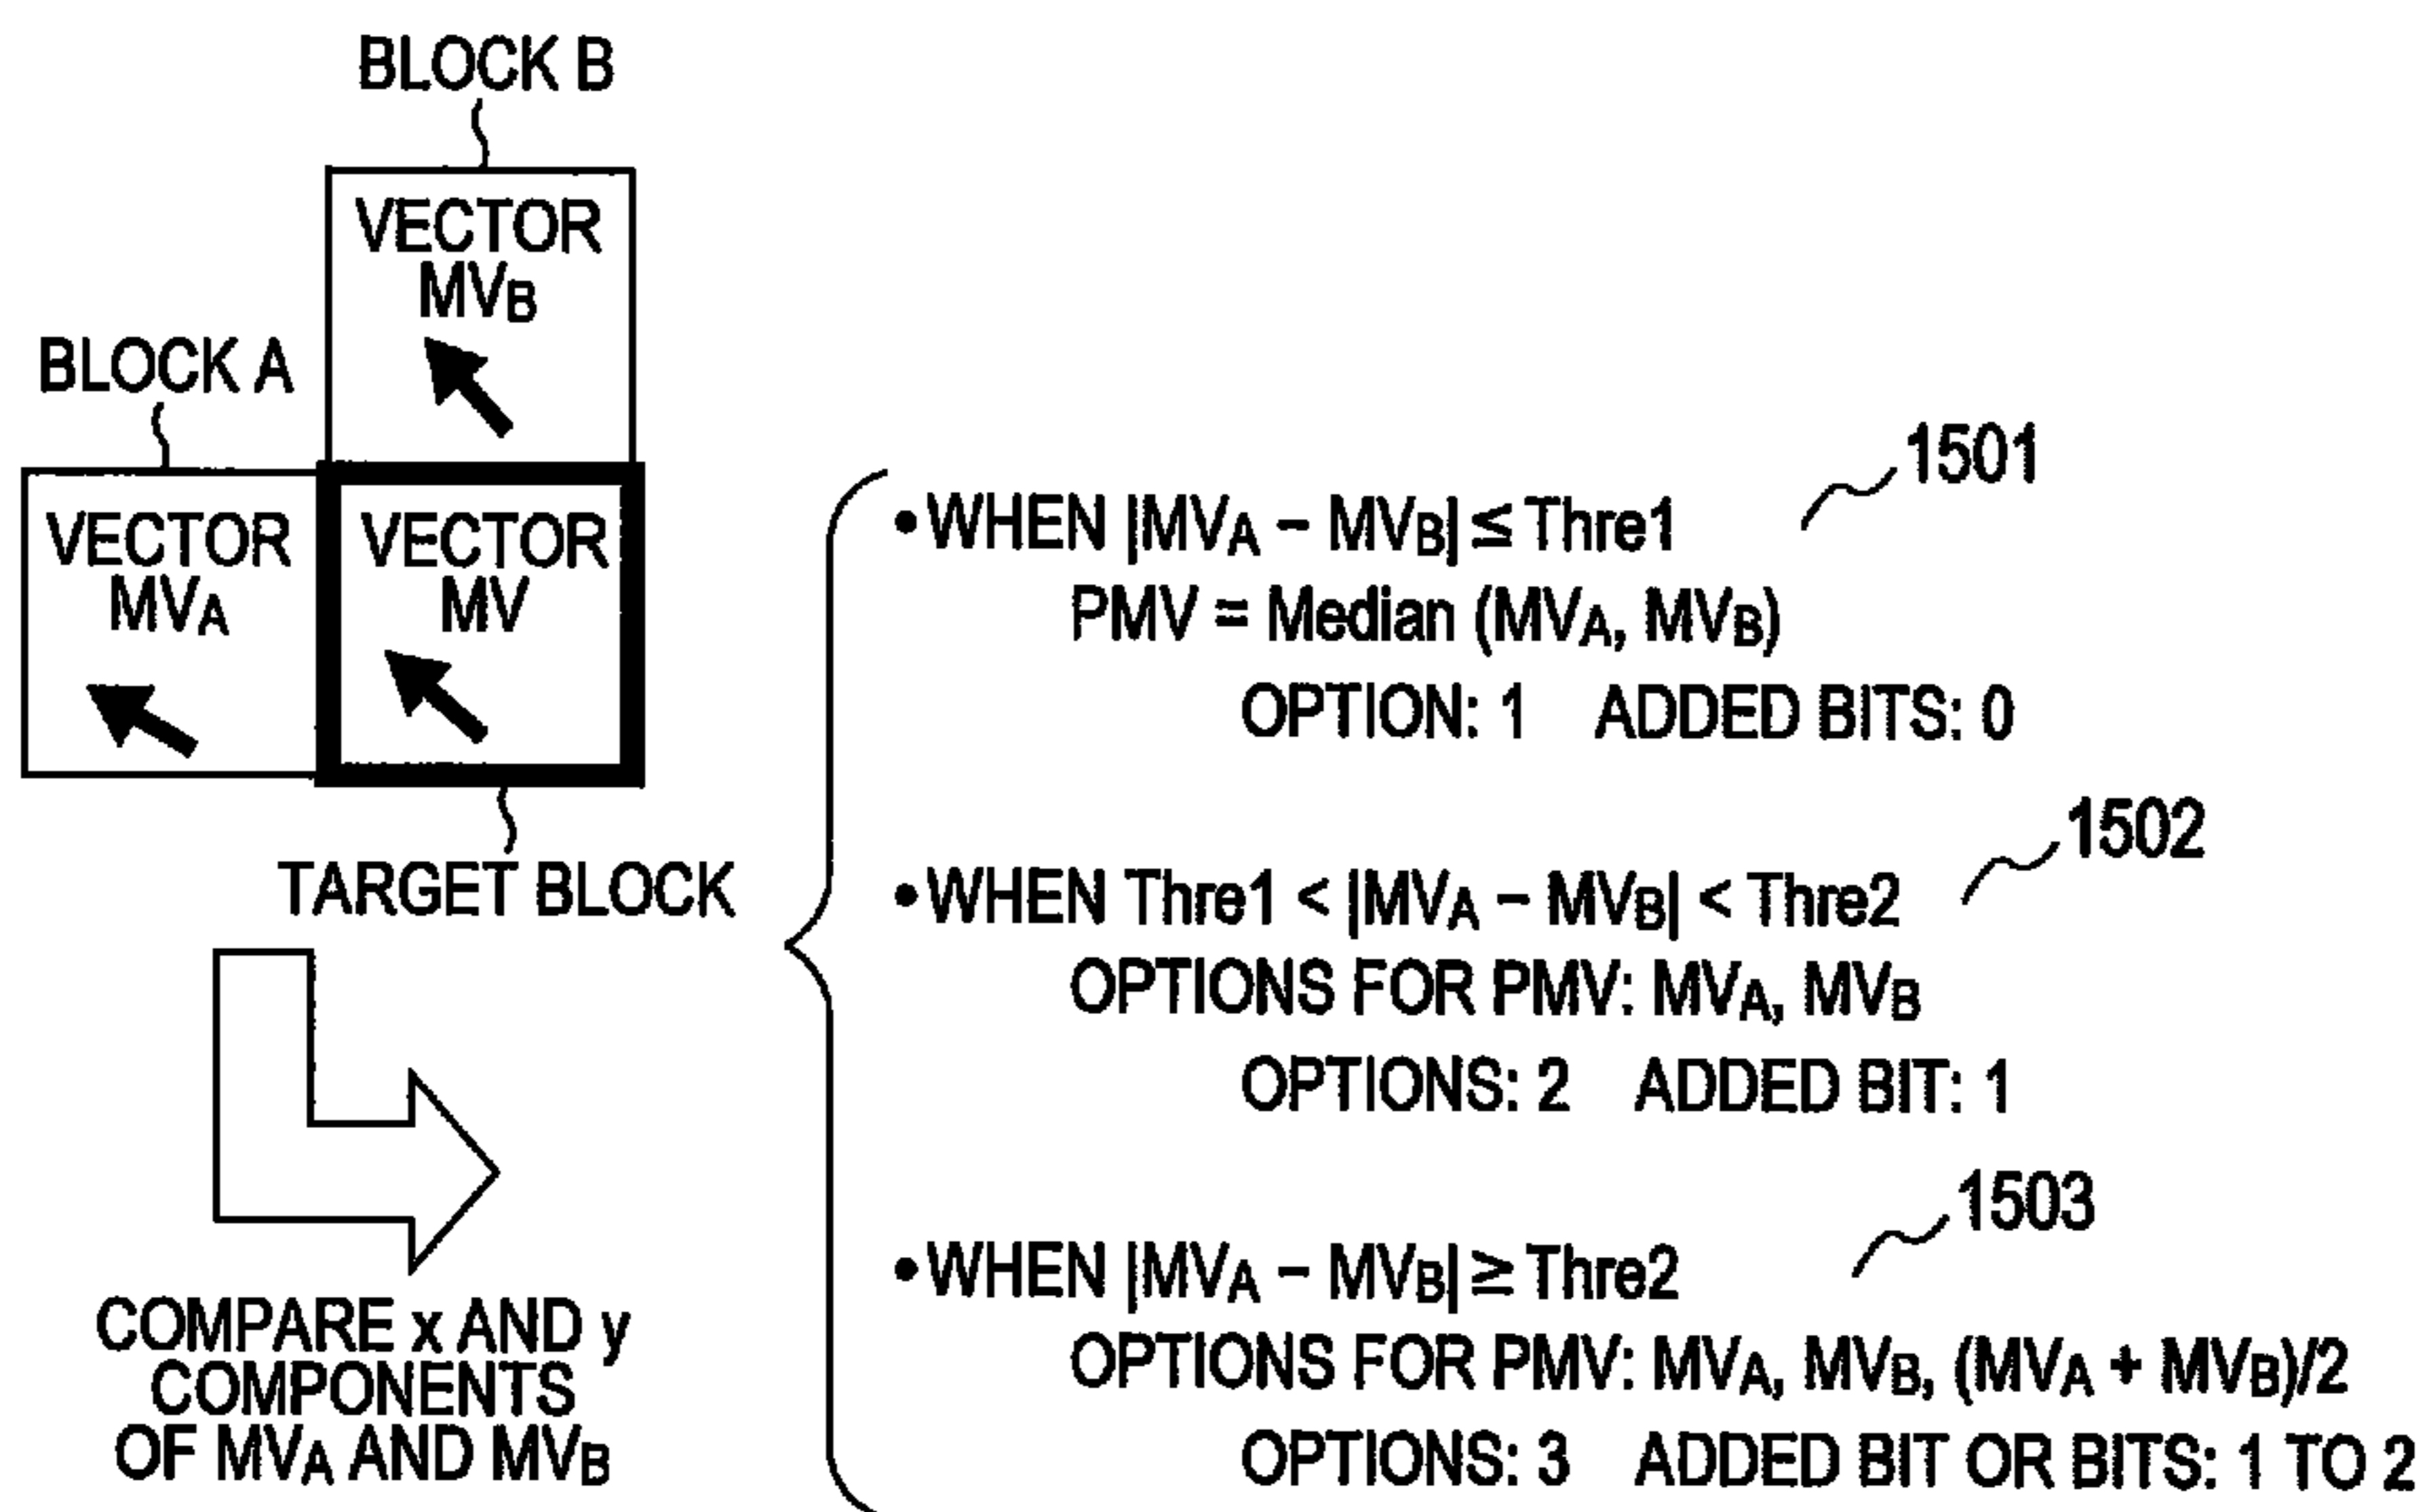 BLOCK B
VECTOR
MVB
BLOCK A
VECTOR
MVA
VECTOR
MV
TARGET BLOCK
COMPARE x AND y
COMPONENTS
OF MVA AND MVB
1501
•WHEN |MVA – MVB| ≤ Thre1
PMV = Median (MVA, MVB)
OPTION: 1 ADDED BITS: 0
1502
•WHEN Thre1 < |MVA – MVB| < Thre2
OPTIONS FOR PMV: MVA, MVB
OPTIONS: 2 ADDED BIT: 1
1503
•WHEN |MVA – MVB| ≥ Thre2
OPTIONS FOR PMV: MVA, MVB, (MVA + MVB)/2
OPTIONS: 3 ADDED BIT OR BITS: 1 TO 2